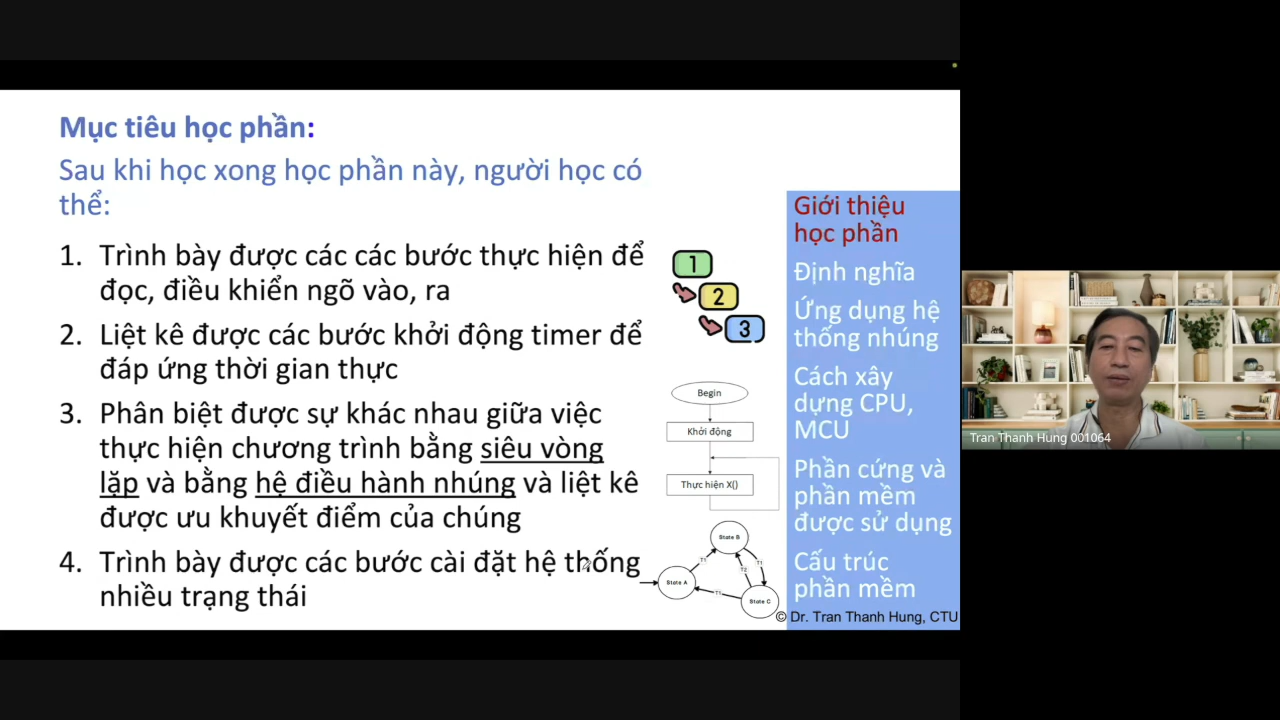 Mục tiêu học phần:
Sau khi học xong học phần này, người học có
thể:
1. Trình bày được các các bước thực hiện để
đọc, điều khiển ngõ vào, ra
2. Liệt kê được các bước khởi động timer để
đáp ứng thời gian thực
3. Phân biệt được sự khác nhau giữa việc
thực hiện chương trình bằng siêu vòng
lặp và bằng hệ điều hành nhúng và liệt kê
được ưu khuyết điểm của chúng
4. Trình bày được các bước cài đặt hệ thống
nhiều trạng thái
1
2
3
Begin
Khởi động
Thực hiện X()
State B
T1
T2
T1
State A
T1
State C
Giới thiệu
học phần
Định nghĩa
Ứng dụng hệ
thống nhúng
Cách xây
dựng CPU,
MCU
Phần cứng và
phần mềm
được sử dụng
Cấu trúc
phần mềm
© Dr. Tran Thanh Hung, CTU
Tran Thanh Hung 001064